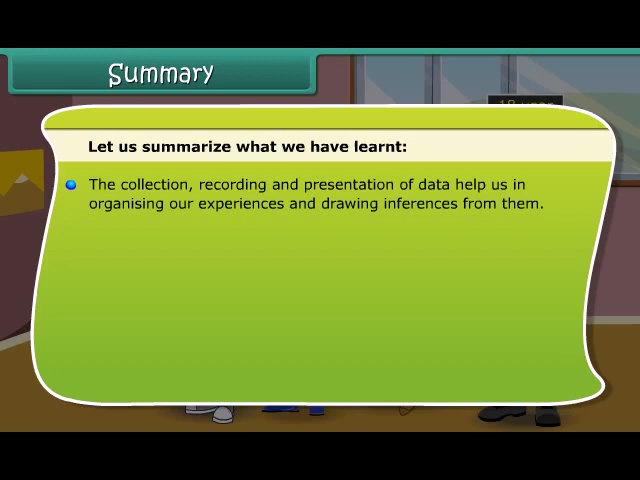 Summary
Let us summarize what we have learnt:
The collection, recording and presentation of data help us in
organising our experiences and drawing inferences from them.